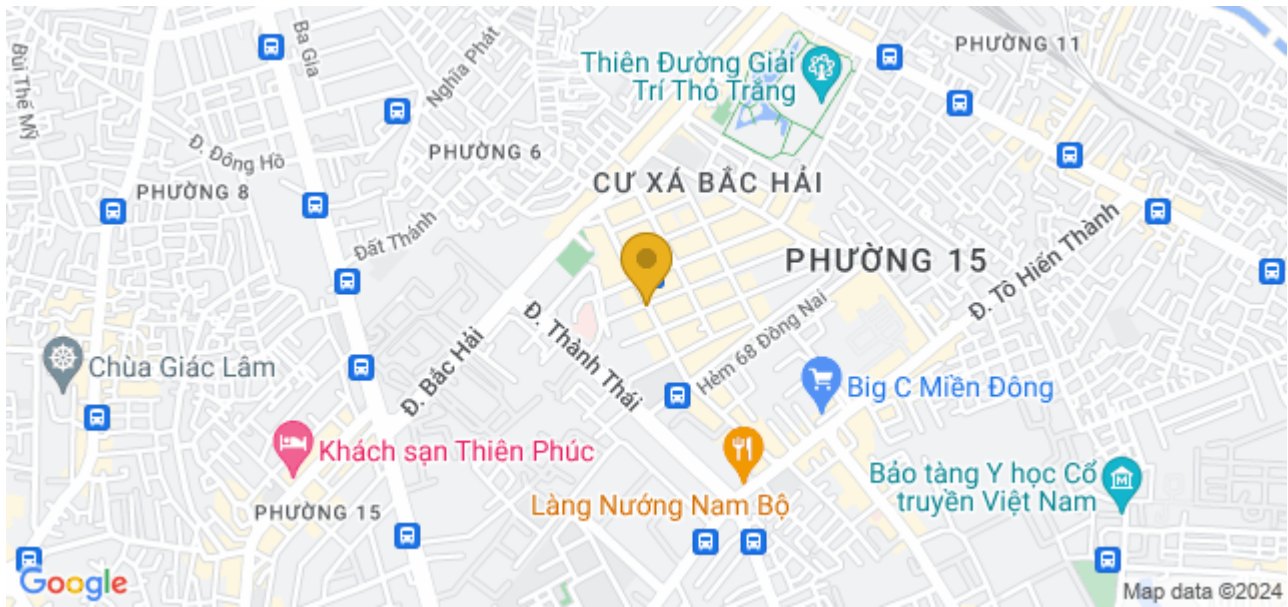 Bùi Thế Mỹ
Ba Gia
Nghĩa Phát
Thiên Đường Giải
Trí Thỏ Trắng
PHƯỜNG 11
Đ. Đông Hồ
PHƯỜNG 6
PHƯỜNG 8
CƯ XÁ BẮC HẢI
Đất Thánh
PHƯỜNG 15
Đ. Tô Hiến Thành
Đ. Thành Thái
Hẻm 68 Đồng Nai
Chùa Giác Lâm
Đ. Bắc Hải
Big C Miền Đông
Khách sạn Thiên Phúc
Bảo tàng Y học Cổ
truyền Việt Nam
Làng Nướng Nam Bộ
PHƯỜNG 15
Google
Map data ©2024